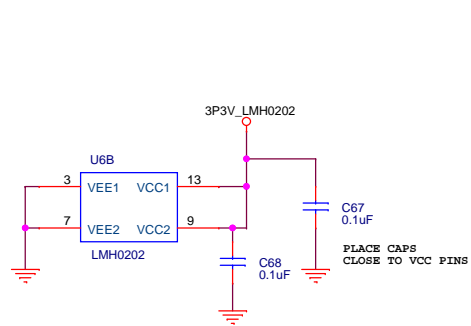 3P3V_LMH0202
U6B
3 VEE1 VCC1 13
7 VEE2 VCC2 9
LMH0202
C67
0.1uF
C68
0.1uF
PLACE CAPS
CLOSE TO VCC PINS